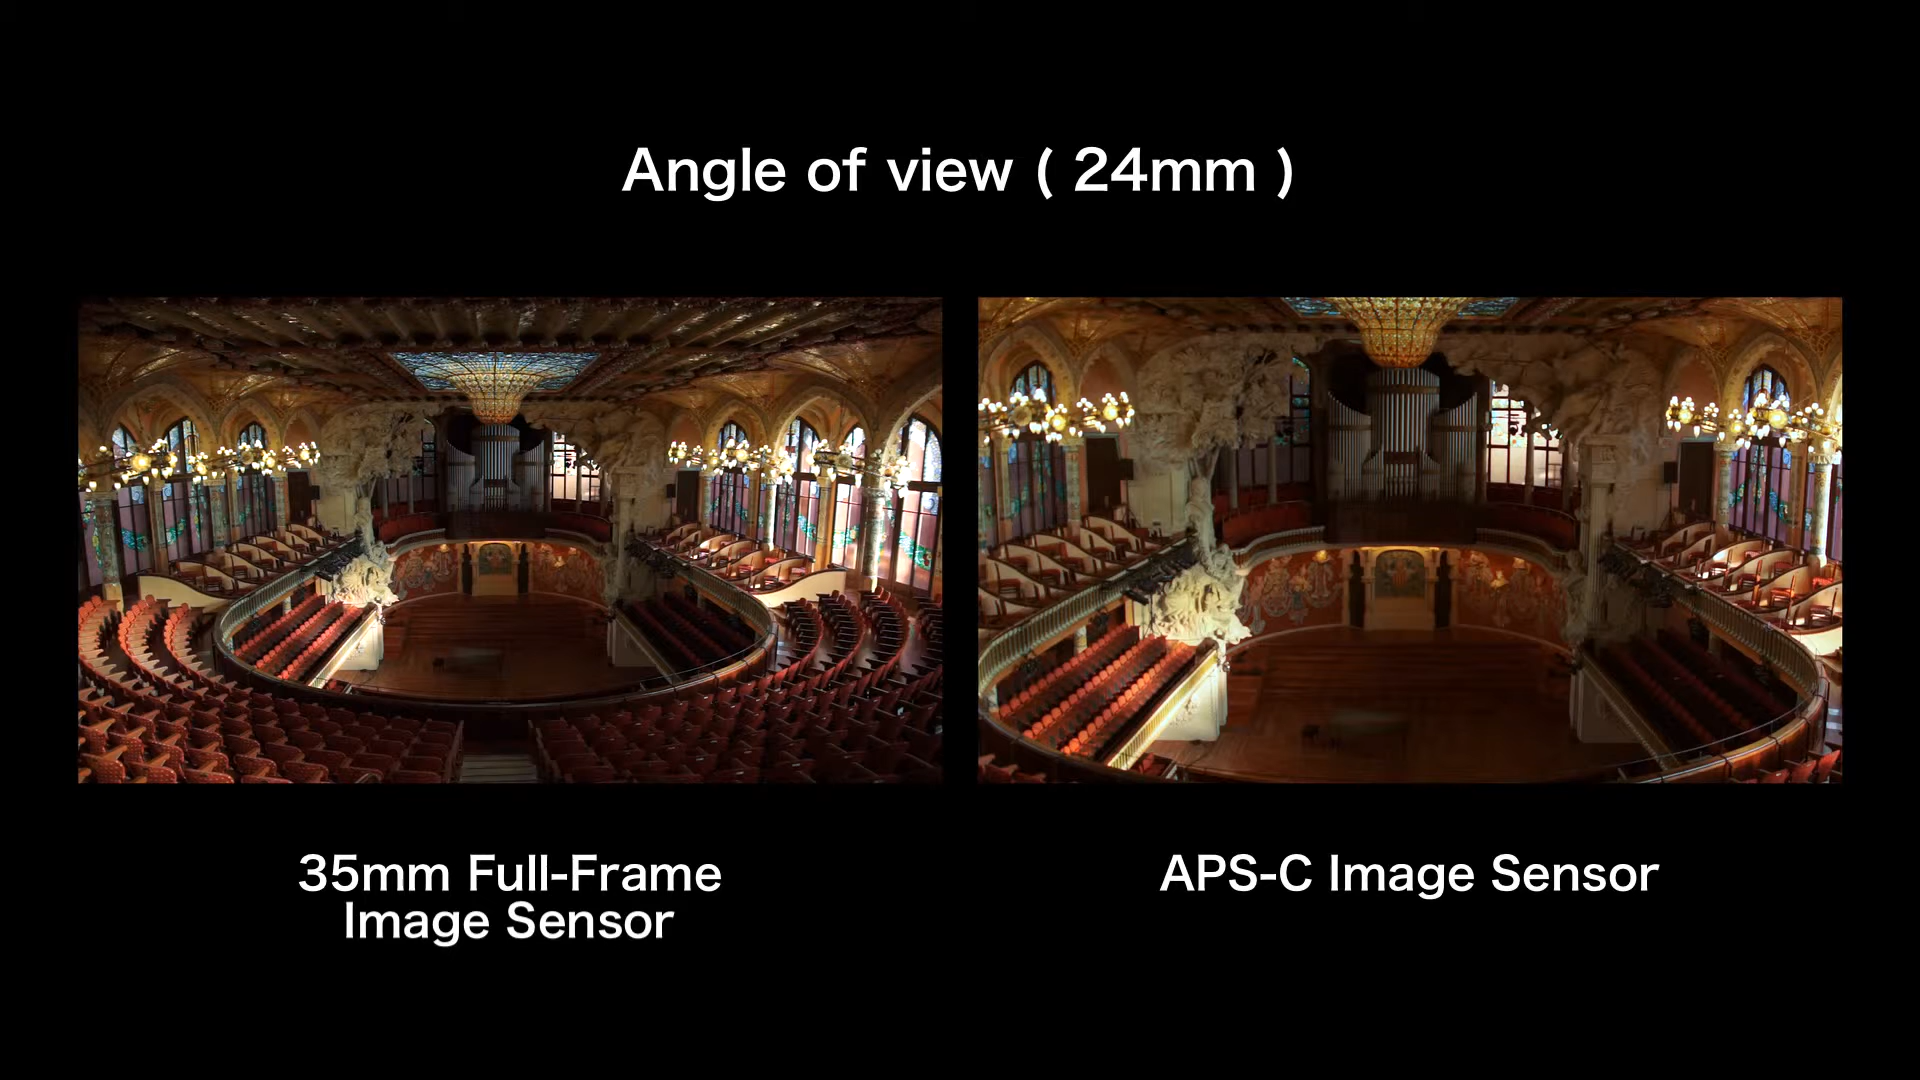 Angle of view ( 24mm )
35mm Full-Frame
Image Sensor
APS-C Image Sensor